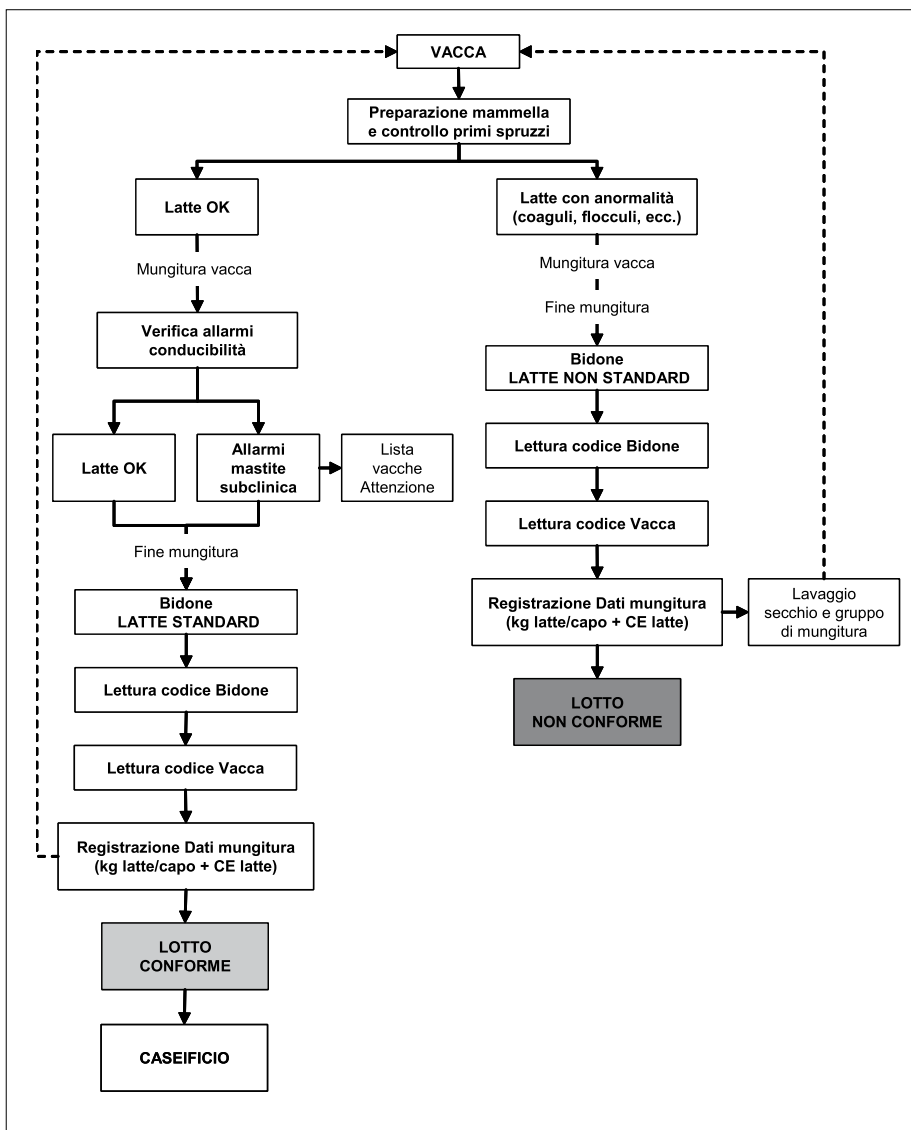 VACCA
Preparazione mammella
e controllo primi spruzzi
Latte OK
Mungitura vacca
Verifica allarmi
conducibilità
Latte OK
Allarmi
mastite
subclinica
Lista
vacche
Attenzione
Fine mungitura
Bidone
LATTE STANDARD
Lettura codice Bidone
Lettura codice Vacca
Registrazione Dati mungitura
(kg latte/capo + CE latte)
LOTTO
CONFORME
CASEIFICIO
Latte con anormalità
(coaguli, flocculi, ecc.)
Mungitura vacca
Fine mungitura
Bidone
LATTE NON STANDARD
Lettura codice Bidone
Lettura codice Vacca
Registrazione Dati mungitura
(kg latte/capo + CE latte)
Lavaggio
secchio e gruppo
di mungitura
LOTTO
NON CONFORME